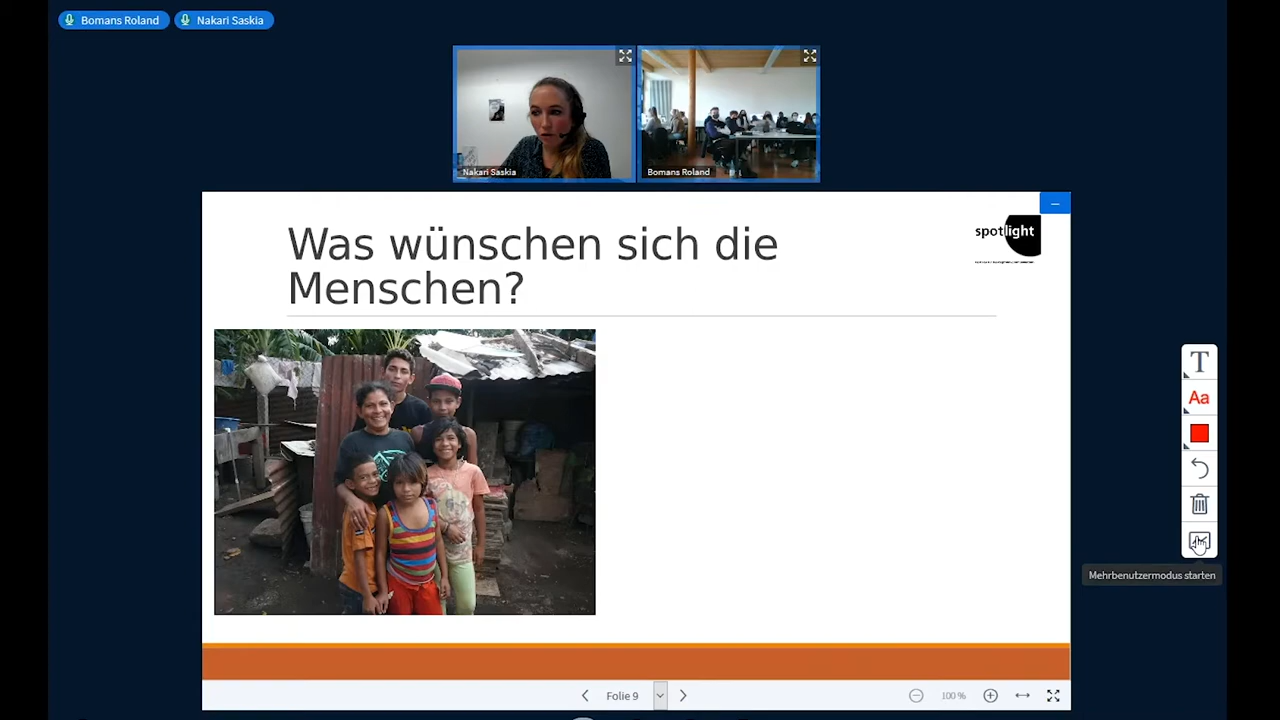 Bomans Roland
Nakari Saskia
Nakari Saskia
Bomans Roland
Was wünschen sich die
Menschen?
spotlight
T
Aa
Mehrbenutzermodus starten
Folie 9
100 %